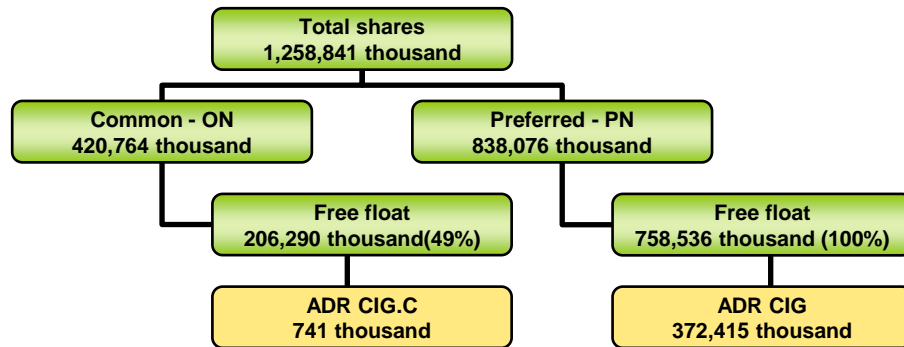 Total shares
1,258,841 thousand
Common - ON
420,764 thousand
Preferred - PN
838,076 thousand
Free float
206,290 thousand(49%)
Free float
758,536 thousand (100%)
ADR CIG.C
741 thousand
ADR CIG
372,415 thousand